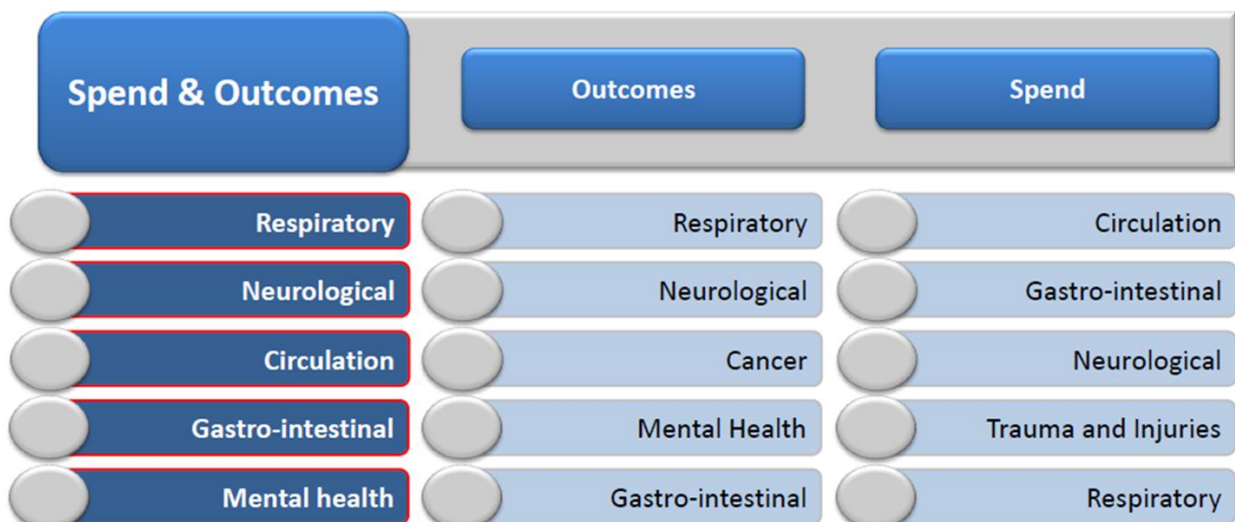 Spend & Outcomes
Outcomes
Spend
Respiratory
Respiratory
Circulation
Neurological
Neurological
Gastro-intestinal
Circulation
Cancer
Neurological
Gastro-intestinal
Mental Health
Trauma and Injuries
Mental health
Gastro-intestinal
Respiratory